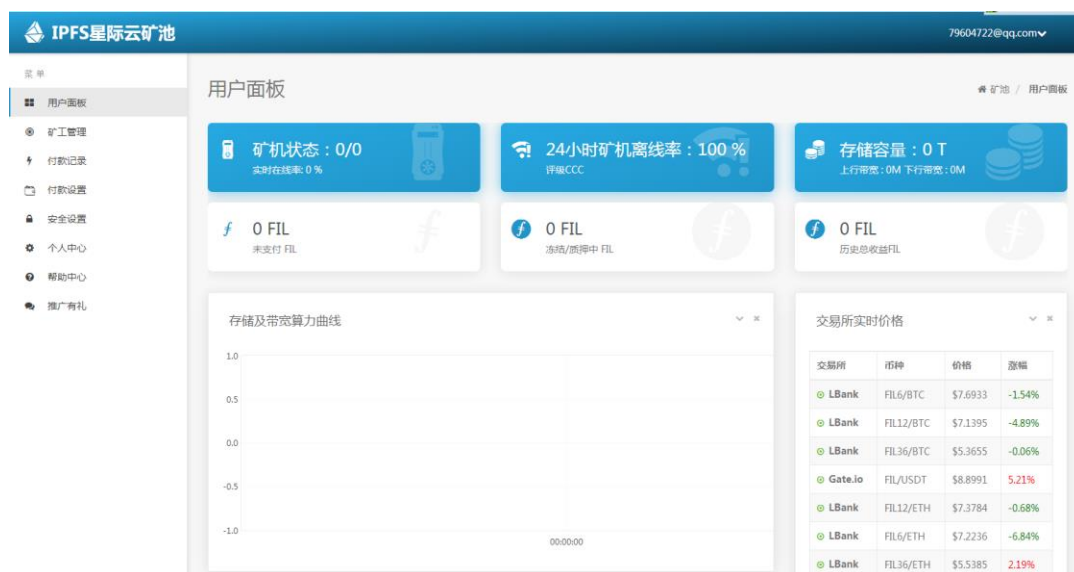 IPFS星际云矿池
79604722@qq.com
菜单
用户面板
矿工管理
付款记录
付款设置
安全设置
个人中心
帮助中心
推广有礼
用户面板
矿池 / 用户面板
矿机状态:0/0
实时在线率: 0 %
24小时矿机离线率:100 %
评级CCC
存储容量:0 T
上行带宽:0M 下行带宽:0M
0 FIL
未支付 FIL
0 FIL
冻结/质押中 FIL
0 FIL
历史总收益FIL
存储及带宽算力曲线
1.0
0.5
0.0
-0.5
-1.0
00:00:00
交易所实时价格
交易所 币种 价格 涨幅
LBank FIL6/BTC $7.6933 -1.54%
LBank FIL12/BTC $7.1395 -4.89%
LBank FIL36/BTC $5.3655 -0.06%
Gate.io FIL/USDT $8.8991 5.21%
LBank FIL12/ETH $7.3784 -0.68%
LBank FIL6/ETH $7.2236 -6.84%
LBank FIL36/ETH $5.5385 2.19%